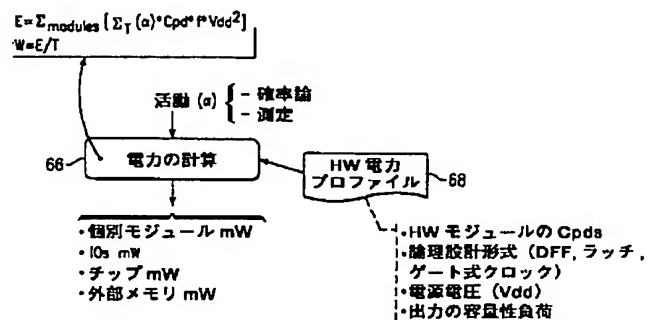 E=Σmodules [ΣT (α)*Cpd* f*Vdd²]
W=E/T
活動 (α)
- 確率論
- 測定
66
電力の計算
HW 電力
プロファイル
68
・個別モジュール mW
・IOs mW
・チップ mW
・外部メモリ mW
・HW モジュールの Cpds
・論理設計形式 (DFF, ラッチ,
ゲート式クロック)
・電源電圧 (Vdd)
・出力の容量性負荷